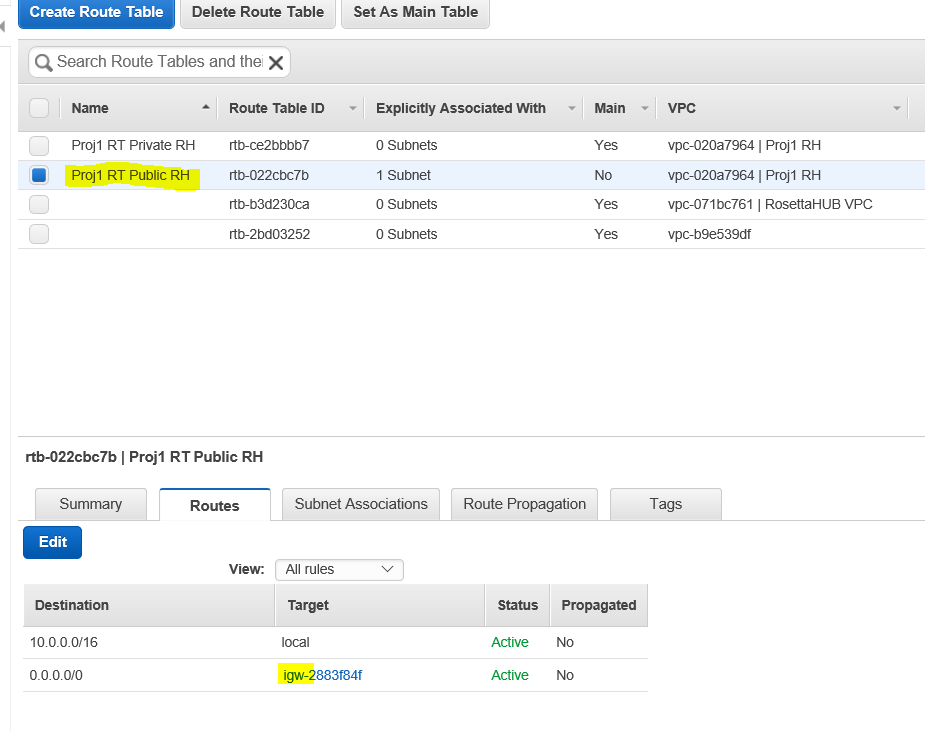 Create Route Table Delete Route Table Set As Main Table
Search Route Tables and thei
Name Route Table ID Explicitly Associated With Main VPC
Proj1 RT Private RH rtb-ce2bbbb7 0 Subnets Yes vpc-020a7964 | Proj1 RH
Proj1 RT Public RH rtb-022cbc7b 1 Subnet No vpc-020a7964 | Proj1 RH
rtb-b3d230ca 0 Subnets Yes vpc-071bc761 | RosettaHUB VPC
rtb-2bd03252 0 Subnets Yes vpc-b9e539df
rtb-022cbc7b | Proj1 RT Public RH
Summary Routes Subnet Associations Route Propagation Tags
Edit
View: All rules
Destination Target Status Propagated
10.0.0.0/16 local Active No
0.0.0.0/0 igw-2883f84f Active No